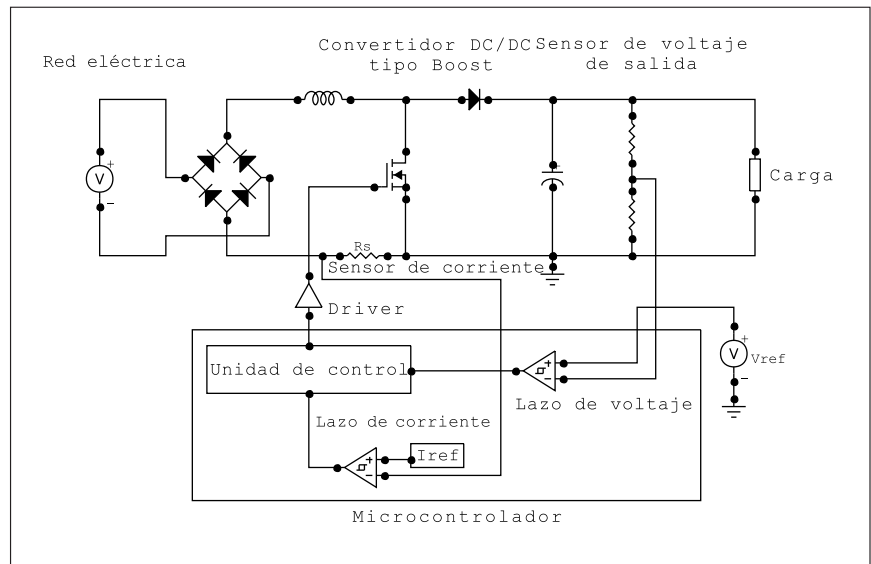 Convertidor DC/DC
tipo Boost
Sensor de voltaje
de salida
Red eléctrica
+
V
-
+
Carga
Rs
Sensor de corriente
Driver
+
V
Vref
-
Unidad de control
+
-
Lazo de voltaje
Lazo de corriente
+
-
Iref
Microcontrolador